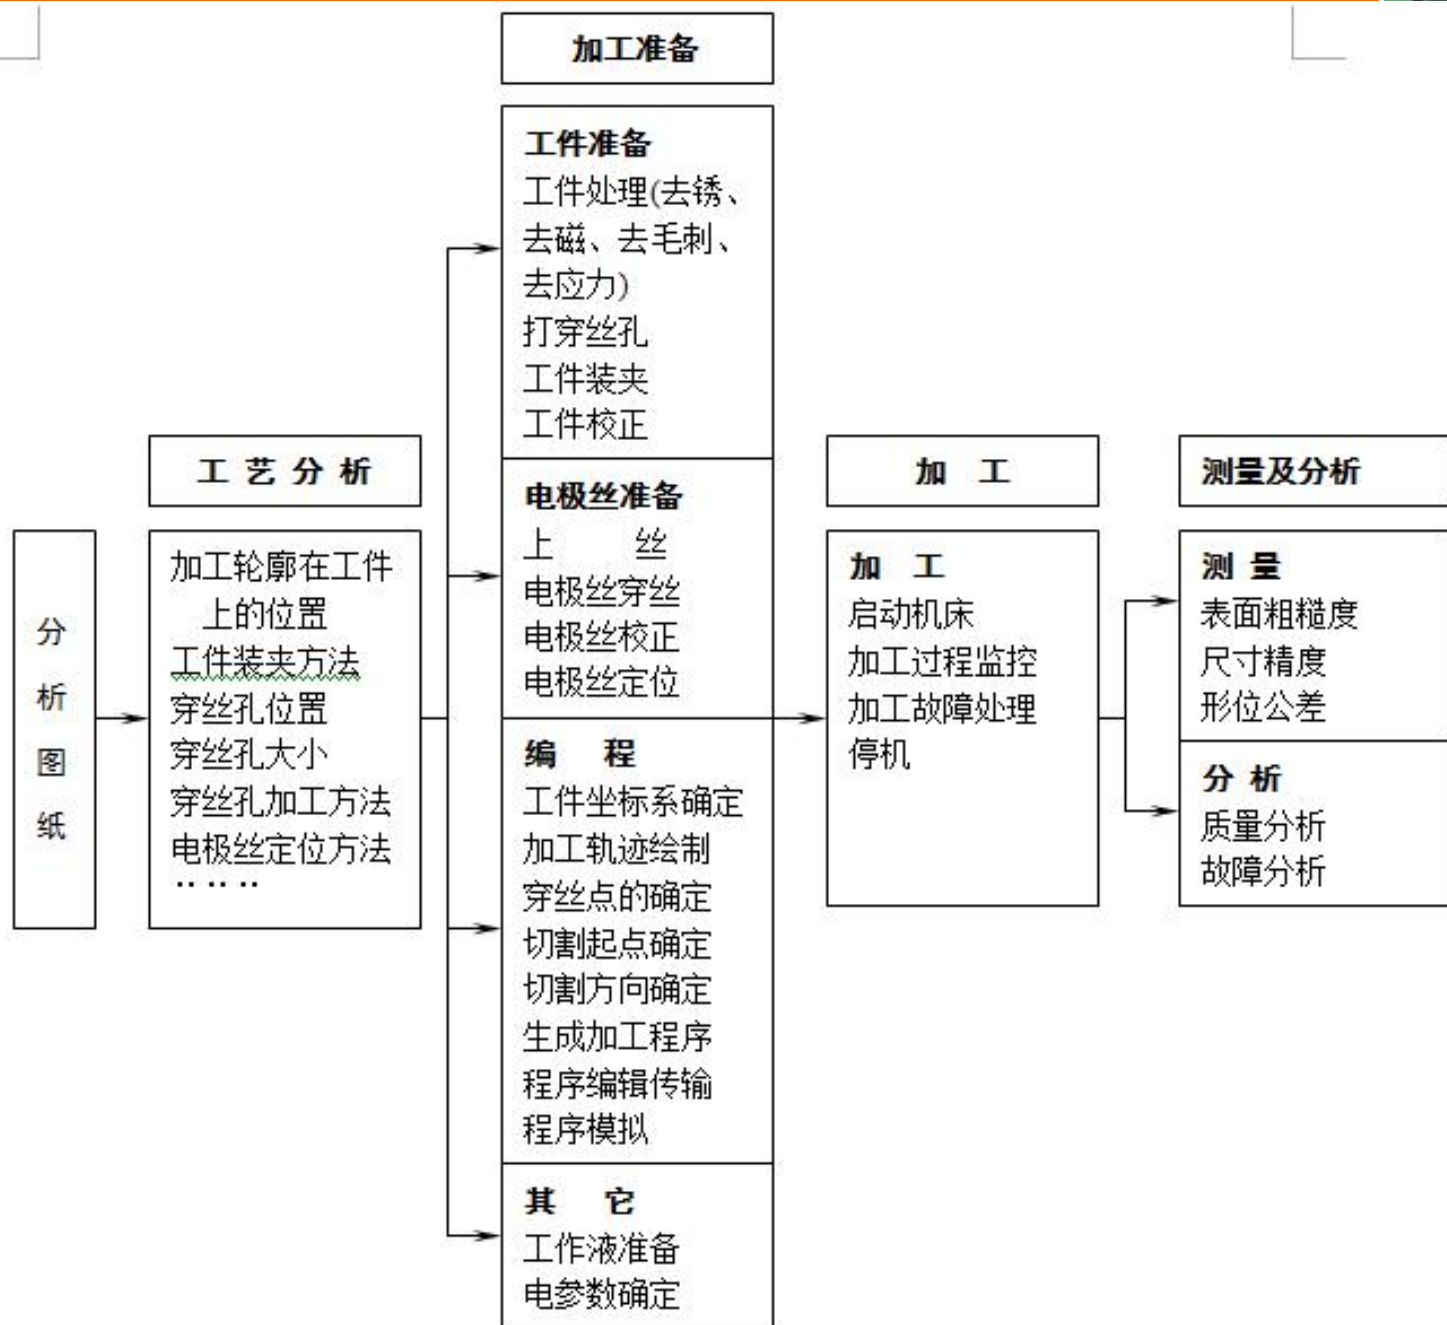 分
析
图
纸
工 艺 分 析
加工轮廓在工件
上的位置
工件装夹方法
穿丝孔位置
穿丝孔大小
穿丝孔加工方法
电极丝定位方法
‥‥‥
加工准备
工件准备
工件处理(去锈、
去磁、去毛刺、
去应力)
打穿丝孔
工件装夹
工件校正
电极丝准备
上 丝
电极丝穿丝
电极丝校正
电极丝定位
编 程
工件坐标系确定
加工轨迹绘制
穿丝点的确定
切割起点确定
切割方向确定
生成加工程序
程序编辑传输
程序模拟
其 它
工作液准备
电参数确定
加 工
加 工
启动机床
加工过程监控
加工故障处理
停机
测量及分析
测 量
表面粗糙度
尺寸精度
形位公差
分 析
质量分析
故障分析